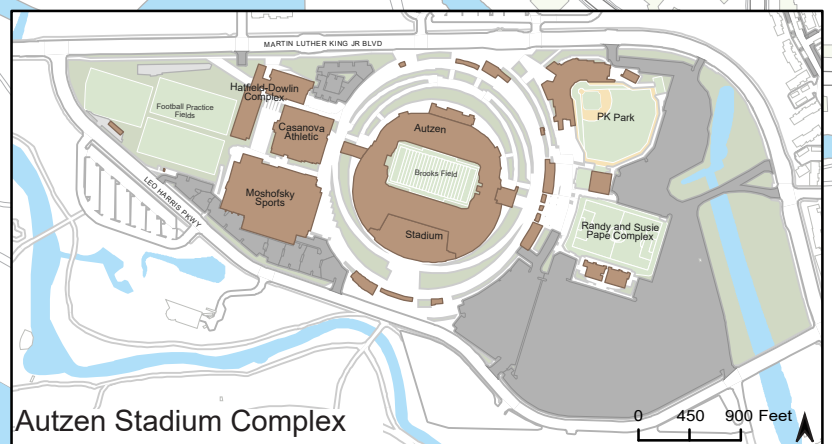 MARTIN LUTHER KING JR BLVD
Hatfield-Dowlin
Complex
Football Practice
Fields
Casanova
Athletic
Autzen
PK Park
Brooks Field
LEO HARRIS PKWY
Moshofsky
Sports
Stadium
Randy and Susie
Pape Complex
Autzen Stadium Complex
0 450 900 Feet